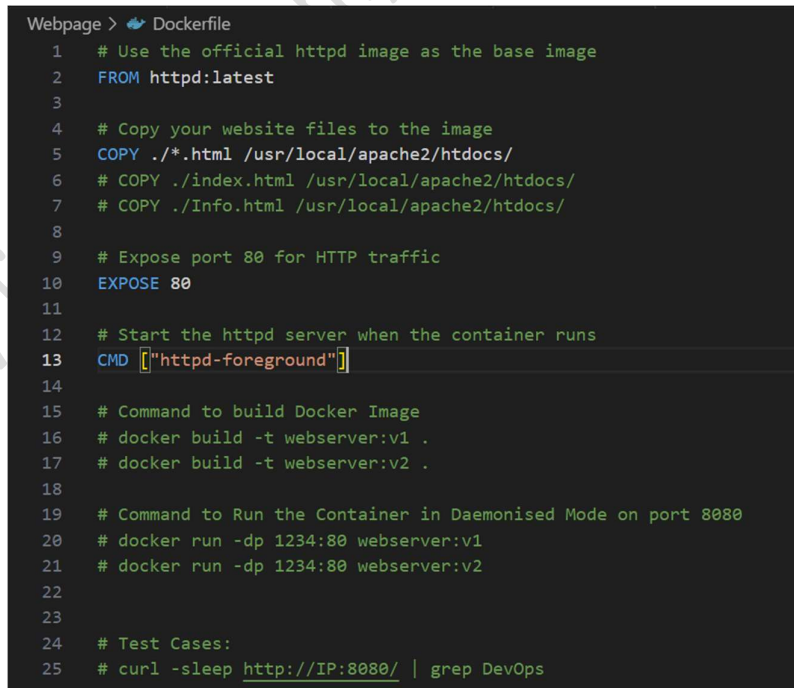 Webpage > Dockerfile
1 # Use the official httpd image as the base image
2 FROM httpd:latest
3
4 # Copy your website files to the image
5 COPY ./*.html /usr/local/apache2/htdocs/
6 # COPY ./index.html /usr/local/apache2/htdocs/
7 # COPY ./Info.html /usr/local/apache2/htdocs/
8
9 # Expose port 80 for HTTP traffic
10 EXPOSE 80
11
12 # Start the httpd server when the container runs
13 CMD ["httpd-foreground"]
14
15 # Command to build Docker Image
16 # docker build -t webserver:v1 .
17 # docker build -t webserver:v2 .
18
19 # Command to Run the Container in Daemonised Mode on port 8080
20 # docker run -dp 1234:80 webserver:v1
21 # docker run -dp 1234:80 webserver:v2
22
23
24 # Test Cases:
25 # curl -sleep http://IP:8080/ | grep DevOps